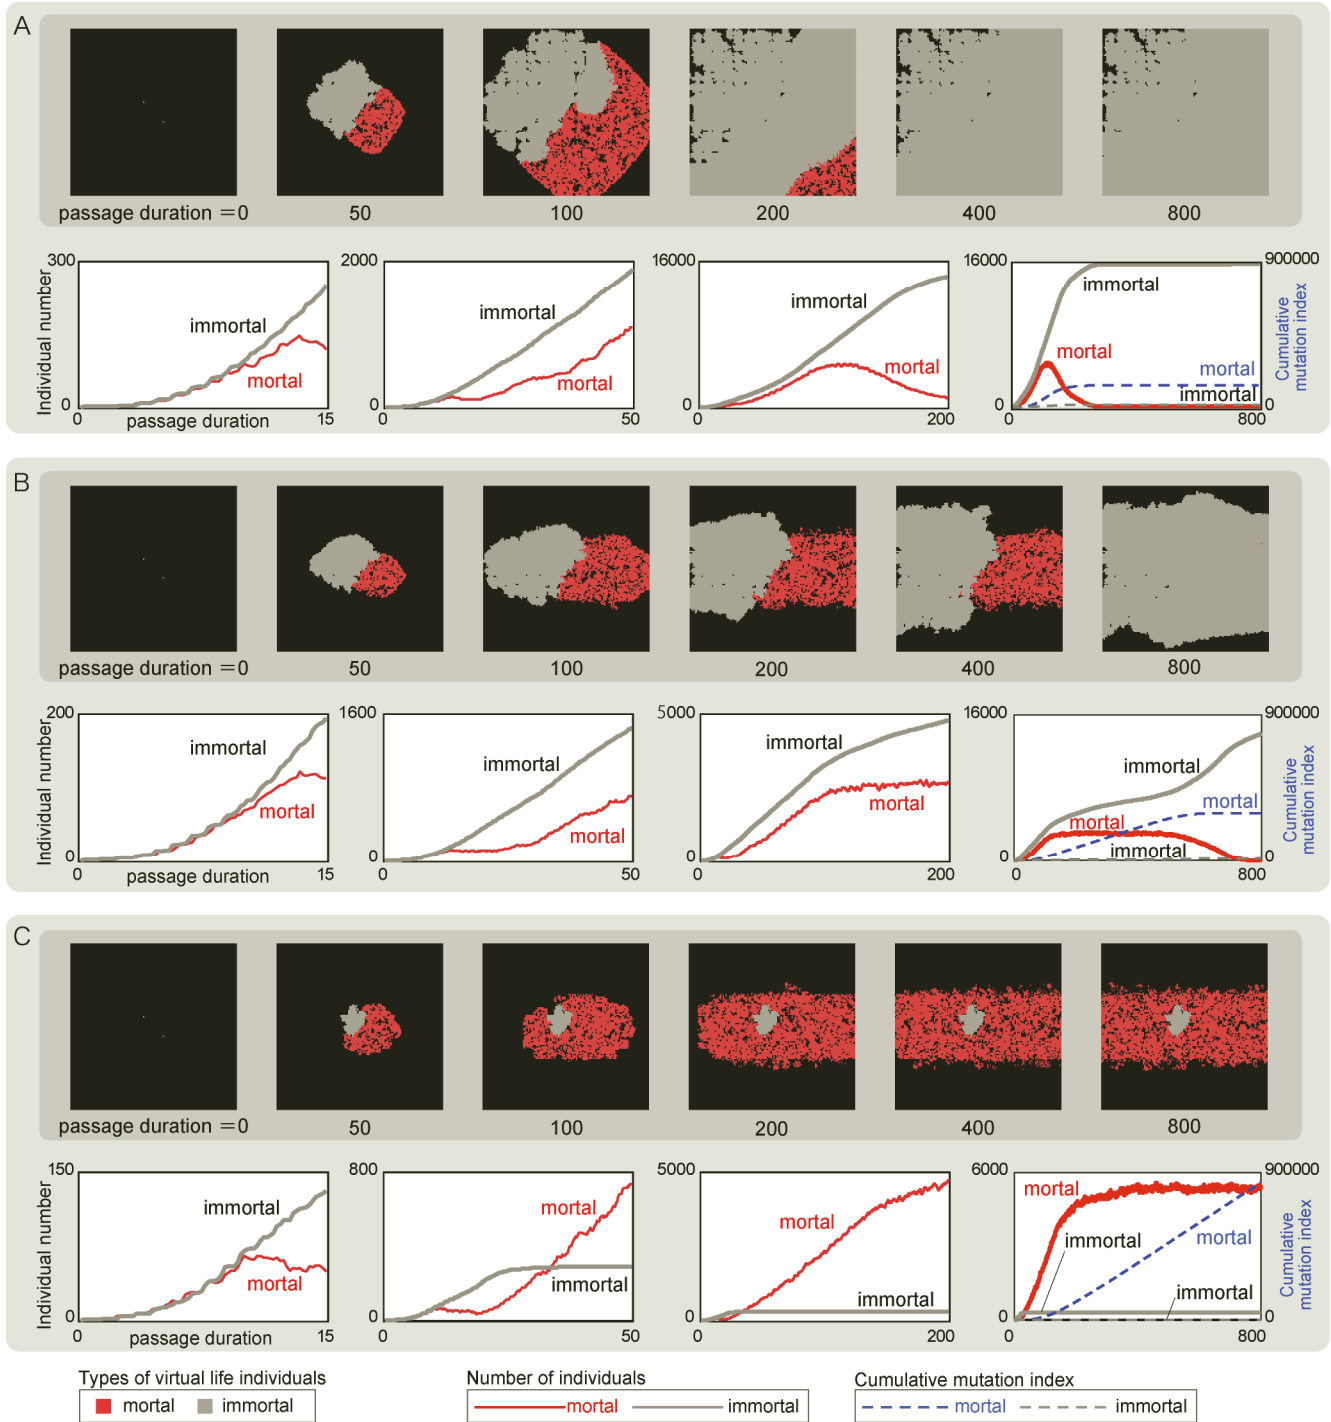 A
passage duration =0
50
100
200
400
800
300
2000
16000
16000
900000
Individual number
immortal
mortal
immortal
mortal
immortal
mortal
immortal
mortal
mortal
immortal
Cumulative
mutation index
0
0
0
0
0
0
passage duration
15
0
50
0
200
0
800
B
passage duration =0
50
100
200
400
800
200
1600
5000
16000
900000
Individual number
immortal
mortal
immortal
mortal
immortal
mortal
immortal
mortal
mortal
immortal
Cumulative
mutation index
0
0
0
0
0
0
passage duration
15
0
50
0
200
0
800
C
passage duration =0
50
100
200
400
800
150
800
5000
6000
900000
Individual number
immortal
mortal
mortal
immortal
mortal
immortal
mortal
immortal
mortal
immortal
Cumulative
mutation index
0
0
0
0
0
0
passage duration
15
0
50
0
200
0
800
Types of virtual life individuals
mortal
immortal
Number of individuals
mortal
immortal
Cumulative mutation index
mortal
immortal